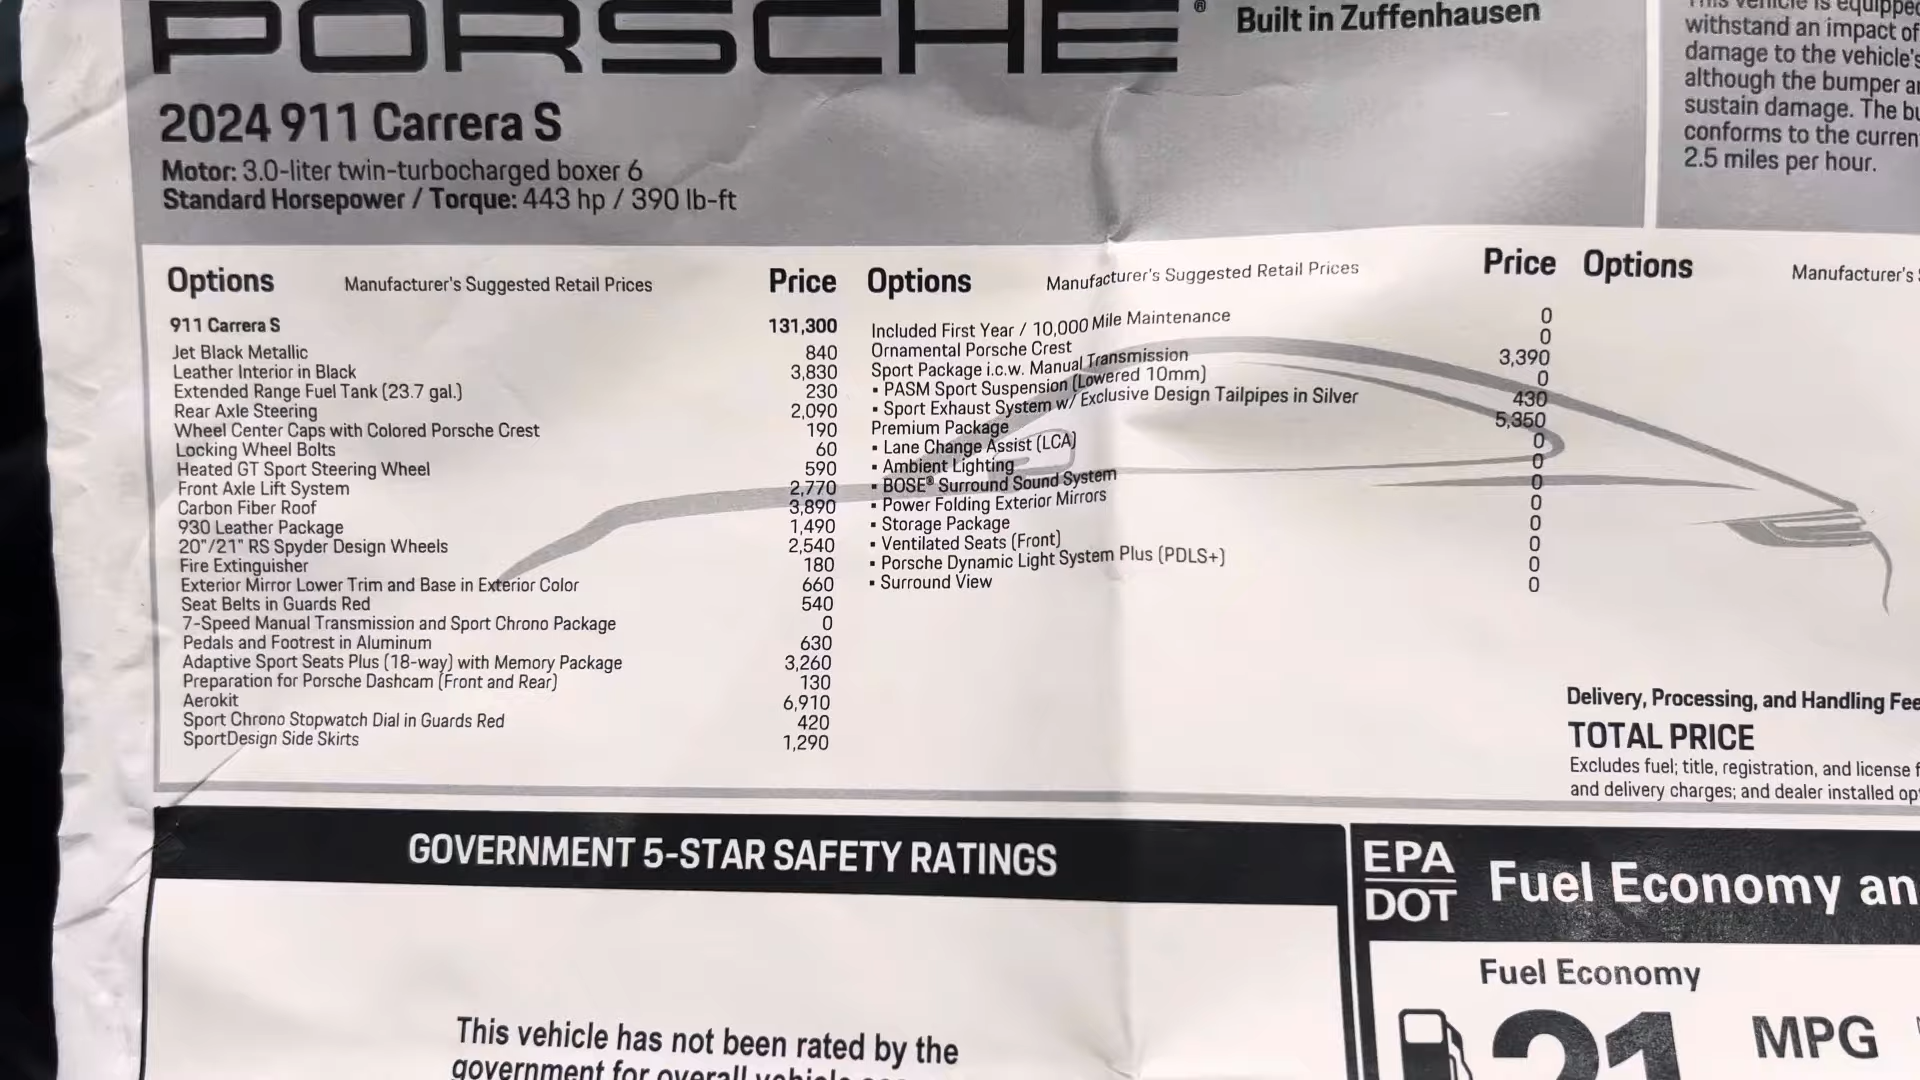 PORSCHE®
Built in Zuffenhausen
2024 911 Carrera S
Motor: 3.0-liter twin-turbocharged boxer 6
Standard Horsepower / Torque: 443 hp / 390 lb-ft
This vehicle is equipped
withstand an impact of
damage to the vehicle's
although the bumper
sustain damage. The
conforms to the
2.5 miles per hour.
Options Manufacturer's Suggested Retail Prices Price
911 Carrera S 131,300
Jet Black Metallic 840
Leather Interior in Black 3,830
Extended Range Fuel Tank (23.7 gal.) 230
Rear Axle Steering 2,090
Wheel Center Caps with Colored Porsche Crest 190
Locking Wheel Bolts 60
Heated GT Sport Steering Wheel 590
Front Axle Lift System 2,770
Carbon Fiber Roof 3,890
930 Leather Package 1,490
20"/21" RS Spyder Design Wheels 2,540
Fire Extinguisher 180
Exterior Mirror Lower Trim and Base in Exterior Color 660
Seat Belts in Guards Red 540
7-Speed Manual Transmission and Sport Chrono Package 0
Pedals and Footrest in Aluminum 630
Adaptive Sport Seats Plus (18-way) with Memory Package 3,260
Preparation for Porsche Dashcam (Front and Rear) 130
Aerokit 6,910
Sport Chrono Stopwatch Dial in Guards Red 420
SportDesign Side Skirts 1,290
Options Manufacturer's Suggested Retail Prices Price
Included First Year / 10,000 Mile Maintenance 0
Ornamental Porsche Crest 0
Sport Package i.c.w. Manual Transmission 3,390
▪ PASM Sport Suspension (Lowered 10mm) 0
▪ Sport Exhaust System w/ Exclusive Design Tailpipes in Silver 430
Premium Package 5,350
▪ Lane Change Assist (LCA) 0
▪ Ambient Lighting 0
▪ BOSE® Surround Sound System 0
▪ Power Folding Exterior Mirrors 0
▪ Storage Package 0
▪ Ventilated Seats (Front) 0
▪ Porsche Dynamic Light System Plus (PDLS+) 0
▪ Surround View 0
Options Manufacturer's
Delivery, Processing, and Handling Fee
TOTAL PRICE
Excludes fuel; title, registration, and license
and delivery charges; and dealer installed
GOVERNMENT 5-STAR SAFETY RATINGS
This vehicle has not been rated by the
government for overall vehicle
EPA
DOT
Fuel Economy
Fuel Economy
21 MPG